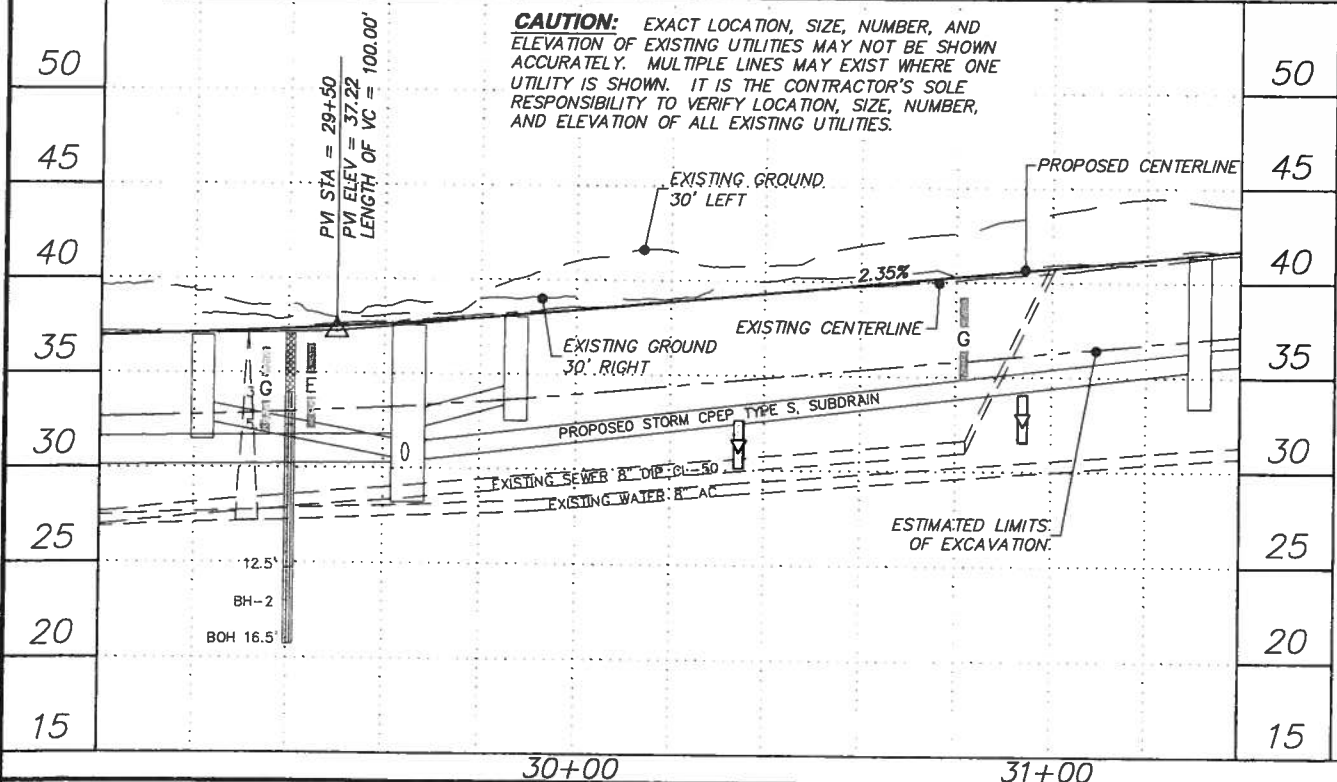 CAUTION: EXACT LOCATION, SIZE, NUMBER, AND
ELEVATION OF EXISTING UTILITIES MAY NOT BE SHOWN
ACCURATELY. MULTIPLE LINES MAY EXIST WHERE ONE
UTILITY IS SHOWN. IT IS THE CONTRACTOR'S SOLE
RESPONSIBILITY TO VERIFY LOCATION, SIZE, NUMBER,
AND ELEVATION OF ALL EXISTING UTILITIES.
PVI STA = 29+50
PVI ELEV = 37.22
LENGTH OF VC = 100.00'
50
45
40
35
30
25
20
15
EXISTING GROUND
30' LEFT
PROPOSED CENTERLINE
2.35%
EXISTING CENTERLINE
EXISTING GROUND
30' RIGHT
G
E
G
PROPOSED STORM CPEP TYPE S, SUBDRAIN
EXISTING SEWER 8" DIP CL-50
EXISTING WATER 8" AC
ESTIMATED LIMITS
OF EXCAVATION
12.5'
BH-2
BOH 16.5'
50
45
40
35
30
25
20
15
30+00
31+00